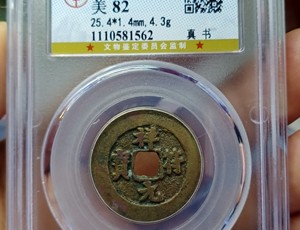 美 82
25.4*1.4mm,4.3g
1110581562 真书
★文物鉴定委员会监制★
祥符元寳